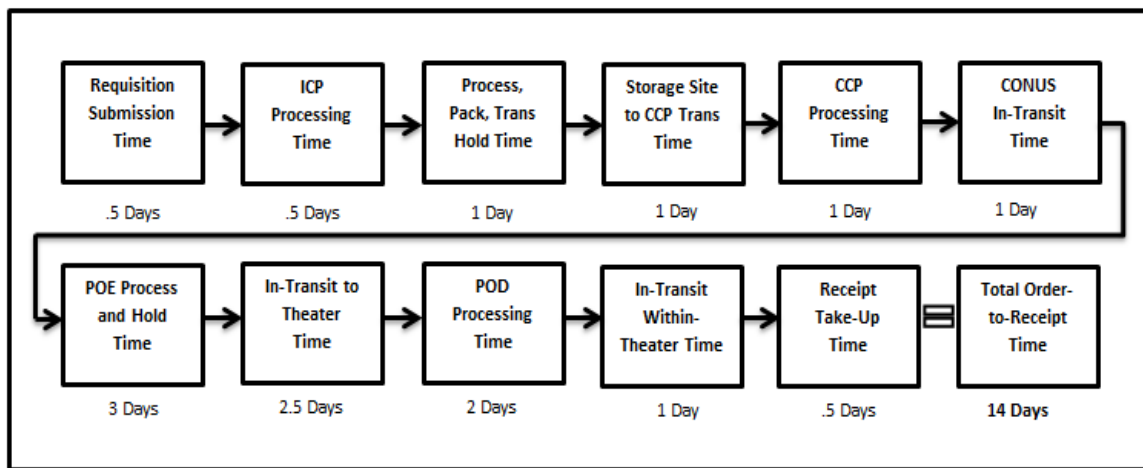 Requisition
Submission
Time
ICP
Processing
Time
Process,
Pack, Trans
Hold Time
Storage Site
to CCP Trans
Time
CCP
Processing
Time
CONUS
In-Transit
Time
.5 Days
.5 Days
1 Day
1 Day
1 Day
1 Day
POE Process
and Hold
Time
In-Transit to
Theater
Time
POD
Processing
Time
In-Transit
Within-
Theater Time
Receipt
Take-Up
Time
Total Order-
to-Receipt
Time
3 Days
2.5 Days
2 Days
1 Day
.5 Days
14 Days